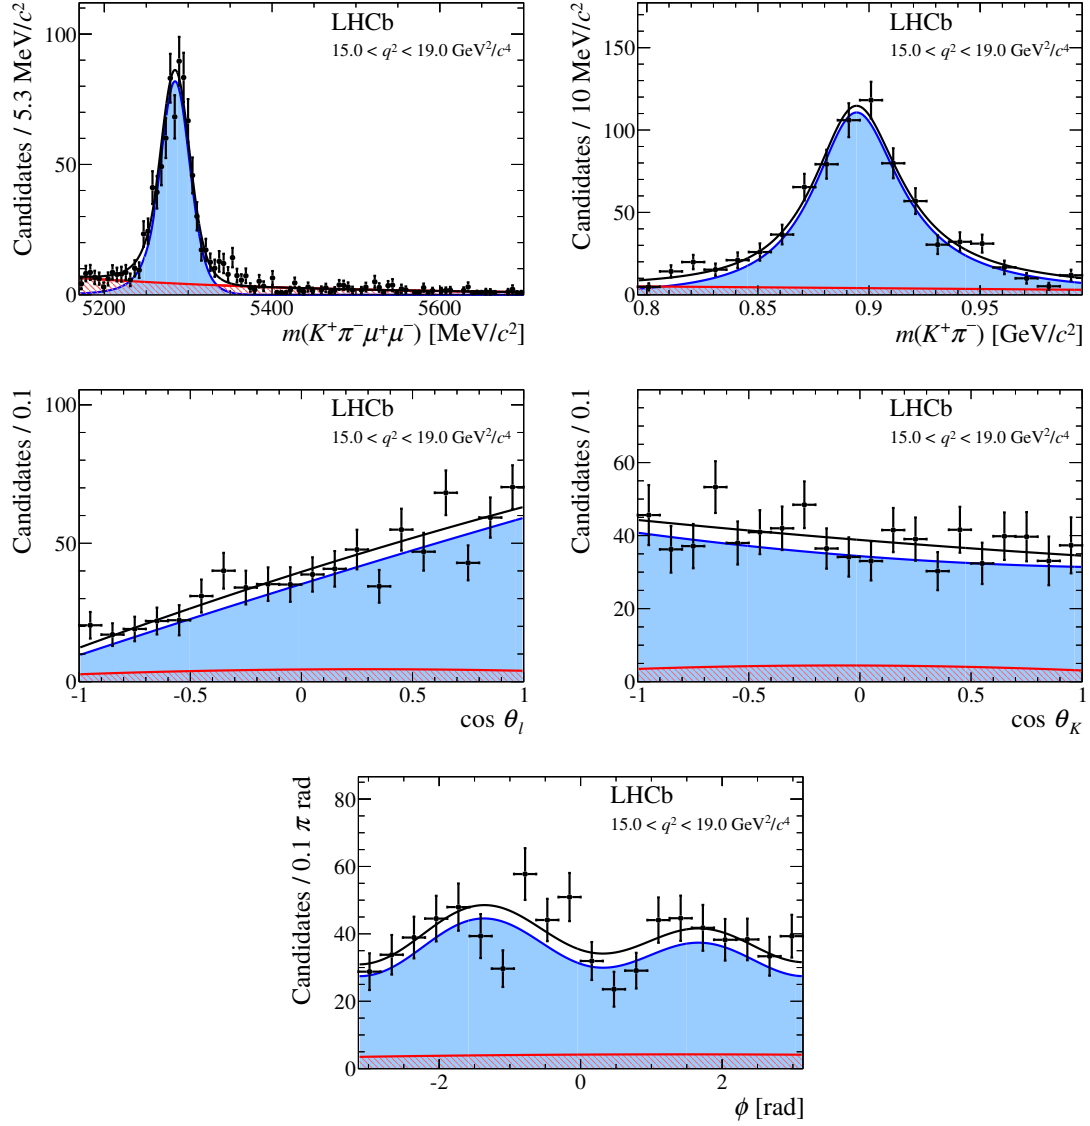 LHCb
15.0 < q² < 19.0 GeV²/c⁴
Candidates / 5.3 MeV/c²
100
50
0
5200
5400
5600
m(K⁺π⁻μ⁺μ⁻) [MeV/c²]
LHCb
15.0 < q² < 19.0 GeV²/c⁴
Candidates / 10 MeV/c²
150
100
50
0
0.8
0.85
0.9
0.95
m(K⁺π⁻) [GeV/c²]
LHCb
15.0 < q² < 19.0 GeV²/c⁴
Candidates / 0.1
100
50
0
-1
-0.5
0
0.5
1
cos θₗ
LHCb
15.0 < q² < 19.0 GeV²/c⁴
Candidates / 0.1
60
40
20
0
-1
-0.5
0
0.5
1
cos θ_K
LHCb
15.0 < q² < 19.0 GeV²/c⁴
Candidates / 0.1 π rad
80
60
40
20
0
-2
0
2
ϕ [rad]